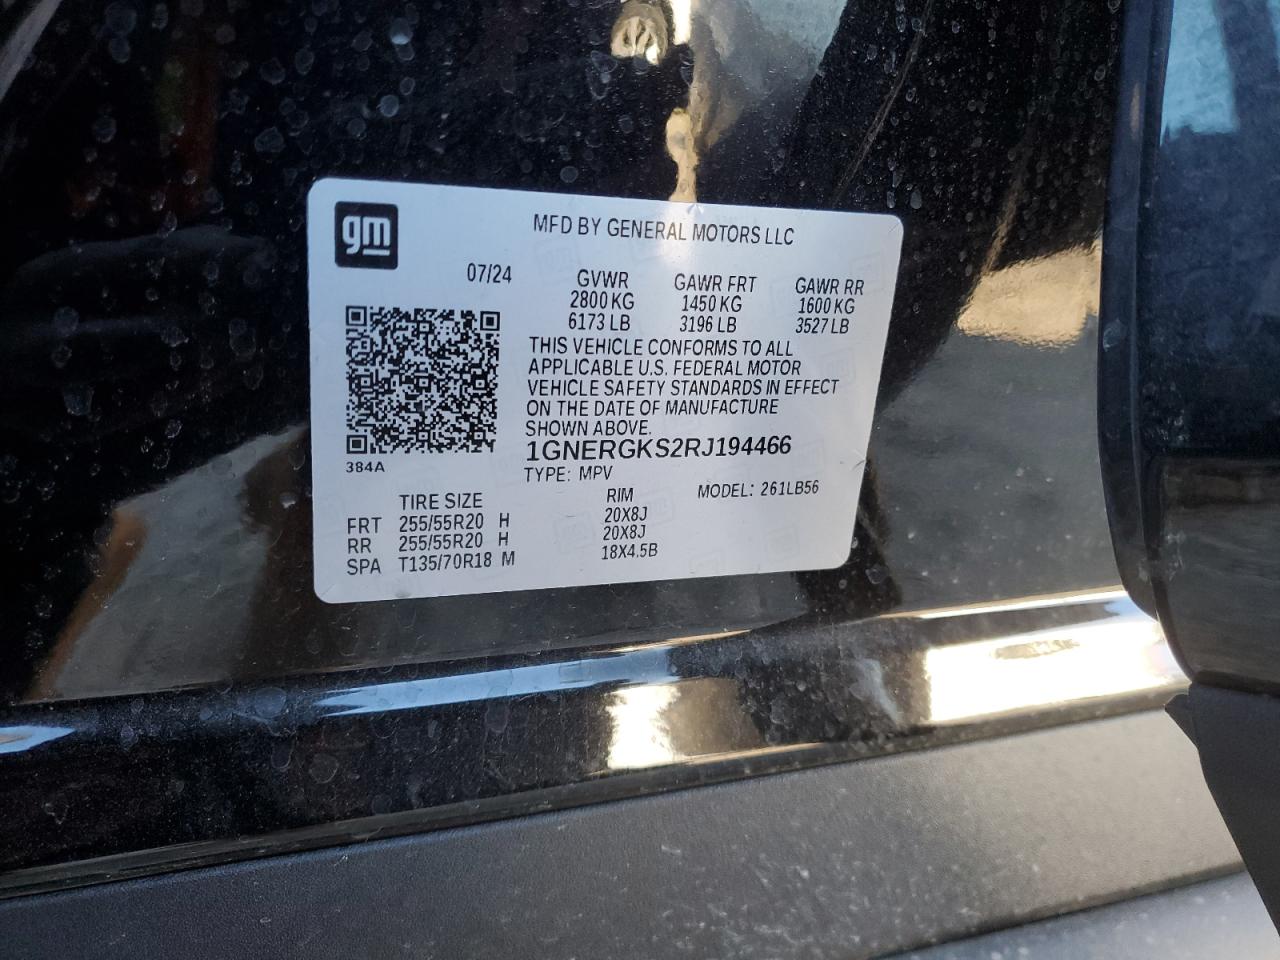 gm
MFD BY GENERAL MOTORS LLC
07/24 GVWR GAWR FRT GAWR RR
2800 KG 1450 KG 1600 KG
6173 LB 3196 LB 3527 LB
THIS VEHICLE CONFORMS TO ALL
APPLICABLE U.S. FEDERAL MOTOR
VEHICLE SAFETY STANDARDS IN EFFECT
ON THE DATE OF MANUFACTURE
SHOWN ABOVE.
1GNERGKS2RJ194466
384A
TYPE: MPV
MODEL: 261LB56
TIRE SIZE RIM
FRT 255/55R20 H 20X8J
RR 255/55R20 H 20X8J
SPA T135/70R18 M 18X4.5B